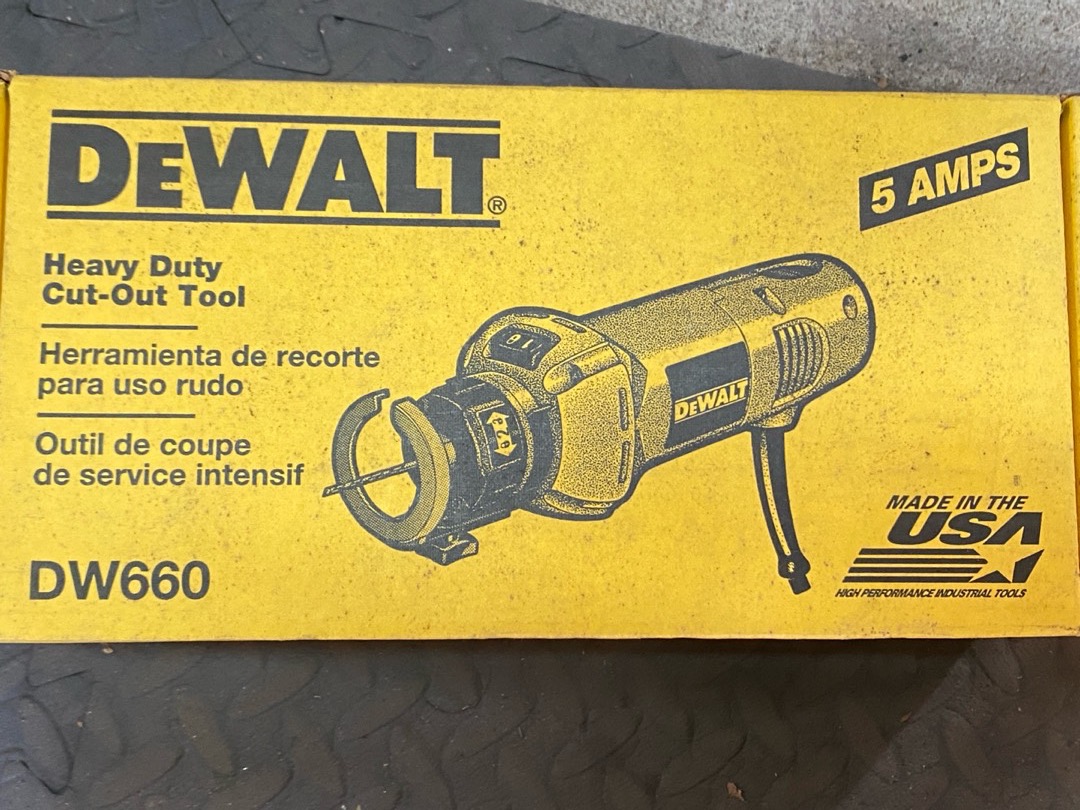 DEWALT®
5 AMPS
Heavy Duty
Cut-Out Tool
Herramienta de recorte
para uso rudo
Outil de coupe
de service intensif
DW660
DEWALT
MADE IN THE
USA
HIGH PERFORMANCE INDUSTRIAL TOOLS